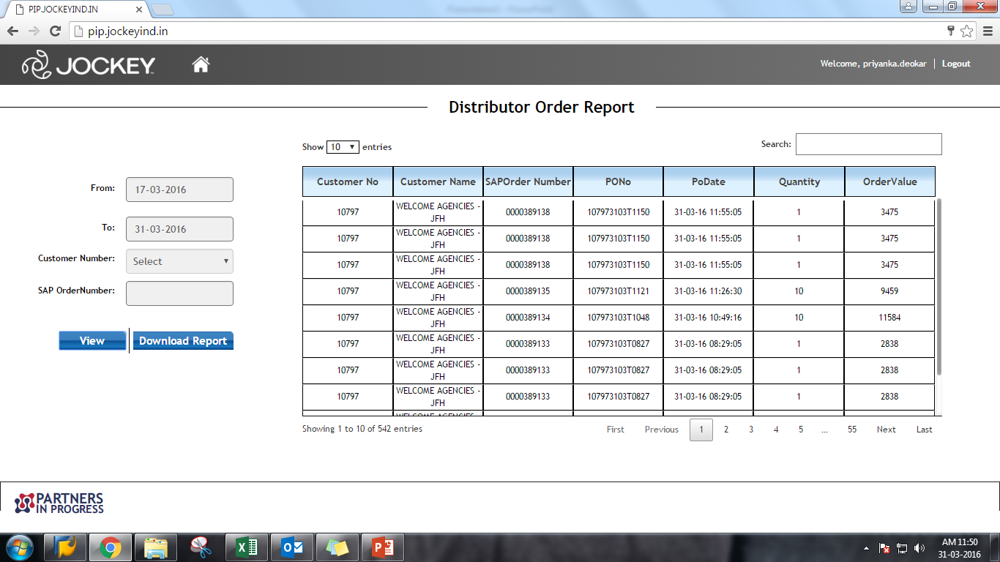 PIP.JOCKEYIND.IN
pip.jockeyind.in
JOCKEY
Welcome, priyanka.deokar | Logout
Distributor Order Report
Show 10 entries
Search:
From: 17-03-2016
To: 31-03-2016
Customer Number: Select
SAP OrderNumber:
View
Download Report
Customer No Customer Name SAPOrder Number PONo PoDate Quantity OrderValue
10797 WELCOME AGENCIES - JFH 0000389138 107973103T1150 31-03-16 11:55:05 1 3475
10797 WELCOME AGENCIES - JFH 0000389138 107973103T1150 31-03-16 11:55:05 1 3475
10797 WELCOME AGENCIES - JFH 0000389138 107973103T1150 31-03-16 11:55:05 1 3475
10797 WELCOME AGENCIES - JFH 0000389135 107973103T1121 31-03-16 11:26:30 10 9459
10797 WELCOME AGENCIES - JFH 0000389134 107973103T1048 31-03-16 10:49:16 10 11584
10797 WELCOME AGENCIES - JFH 0000389133 107973103T0827 31-03-16 08:29:05 1 2838
10797 WELCOME AGENCIES - JFH 0000389133 107973103T0827 31-03-16 08:29:05 1 2838
10797 WELCOME AGENCIES - JFH 0000389133 107973103T0827 31-03-16 08:29:05 1 2838
Showing 1 to 10 of 542 entries
First Previous 1 2 3 4 5 ... 55 Next Last
PARTNERS
IN PROGRESS
AM 11:50
31-03-2016